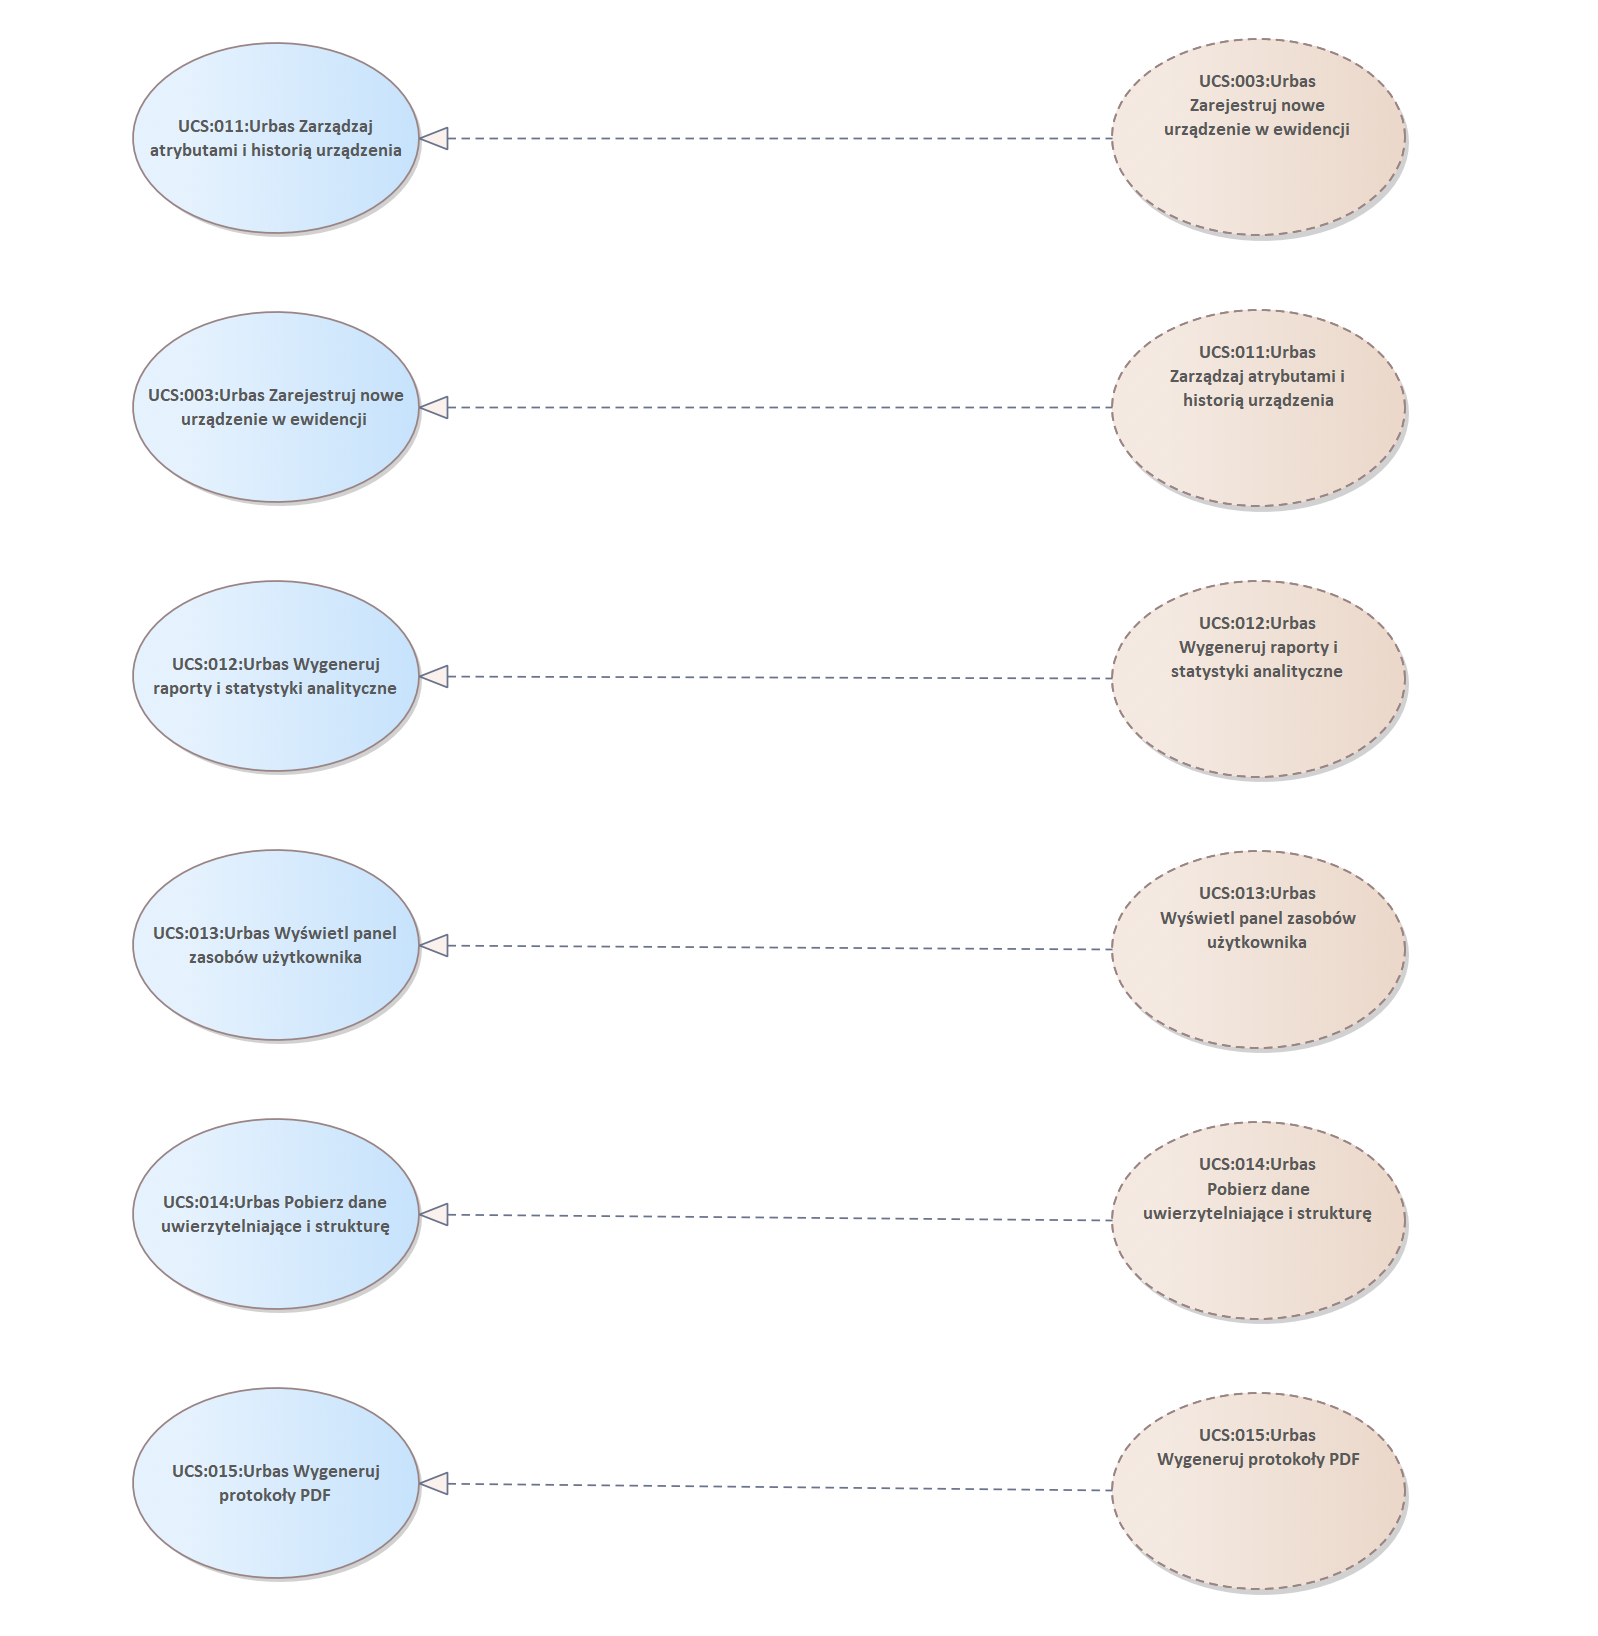 UCS:011:Urbas Zarządzaj
atrybutami i historią urządzenia
UCS:003:Urbas
Zarejestruj nowe
urządzenie w ewidencji
UCS:003:Urbas Zarejestruj nowe
urządzenie w ewidencji
UCS:011:Urbas
Zarządzaj atrybutami i
historią urządzenia
UCS:012:Urbas Wygeneruj
raporty i statystyki analityczne
UCS:012:Urbas
Wygeneruj raporty i
statystyki analityczne
UCS:013:Urbas Wyświetl panel
zasobów użytkownika
UCS:013:Urbas
Wyświetl panel zasobów
użytkownika
UCS:014:Urbas Pobierz dane
uwierzytelniające i strukturę
UCS:014:Urbas
Pobierz dane
uwierzytelniające i strukturę
UCS:015:Urbas Wygeneruj
protokoły PDF
UCS:015:Urbas
Wygeneruj protokoły PDF